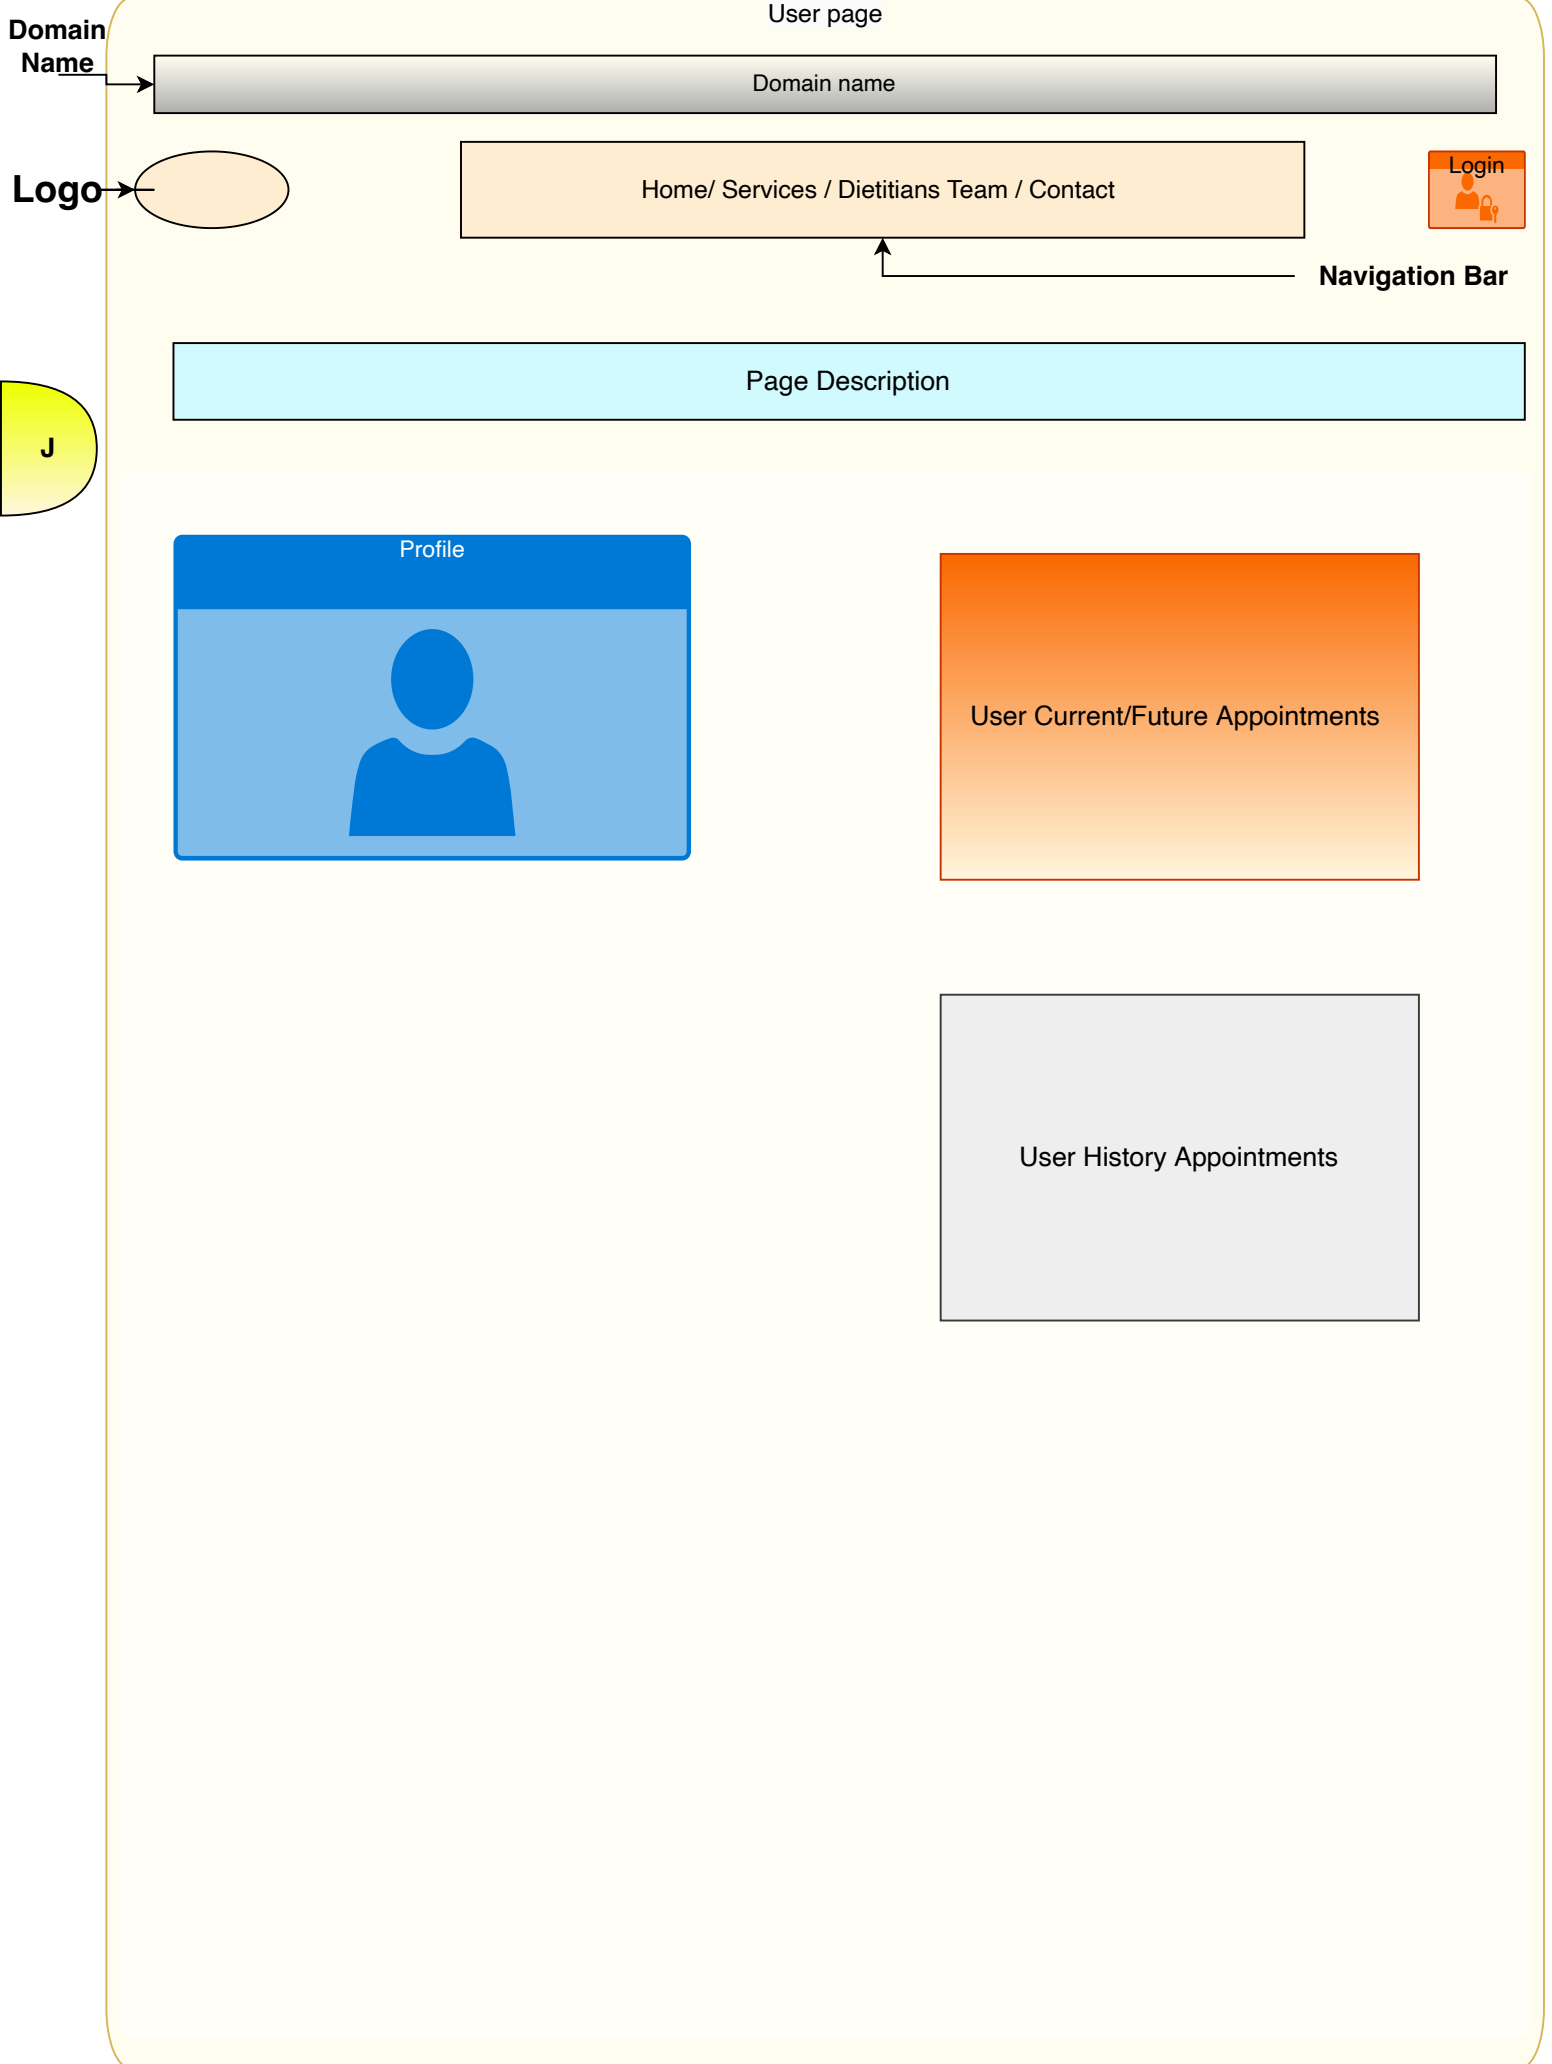 User page
Domain
Name
Domain name
Logo
Home/ Services / Dietitians Team / Contact
Login
Navigation Bar
Page Description
J
Profile
User Current/Future Appointments
User History Appointments